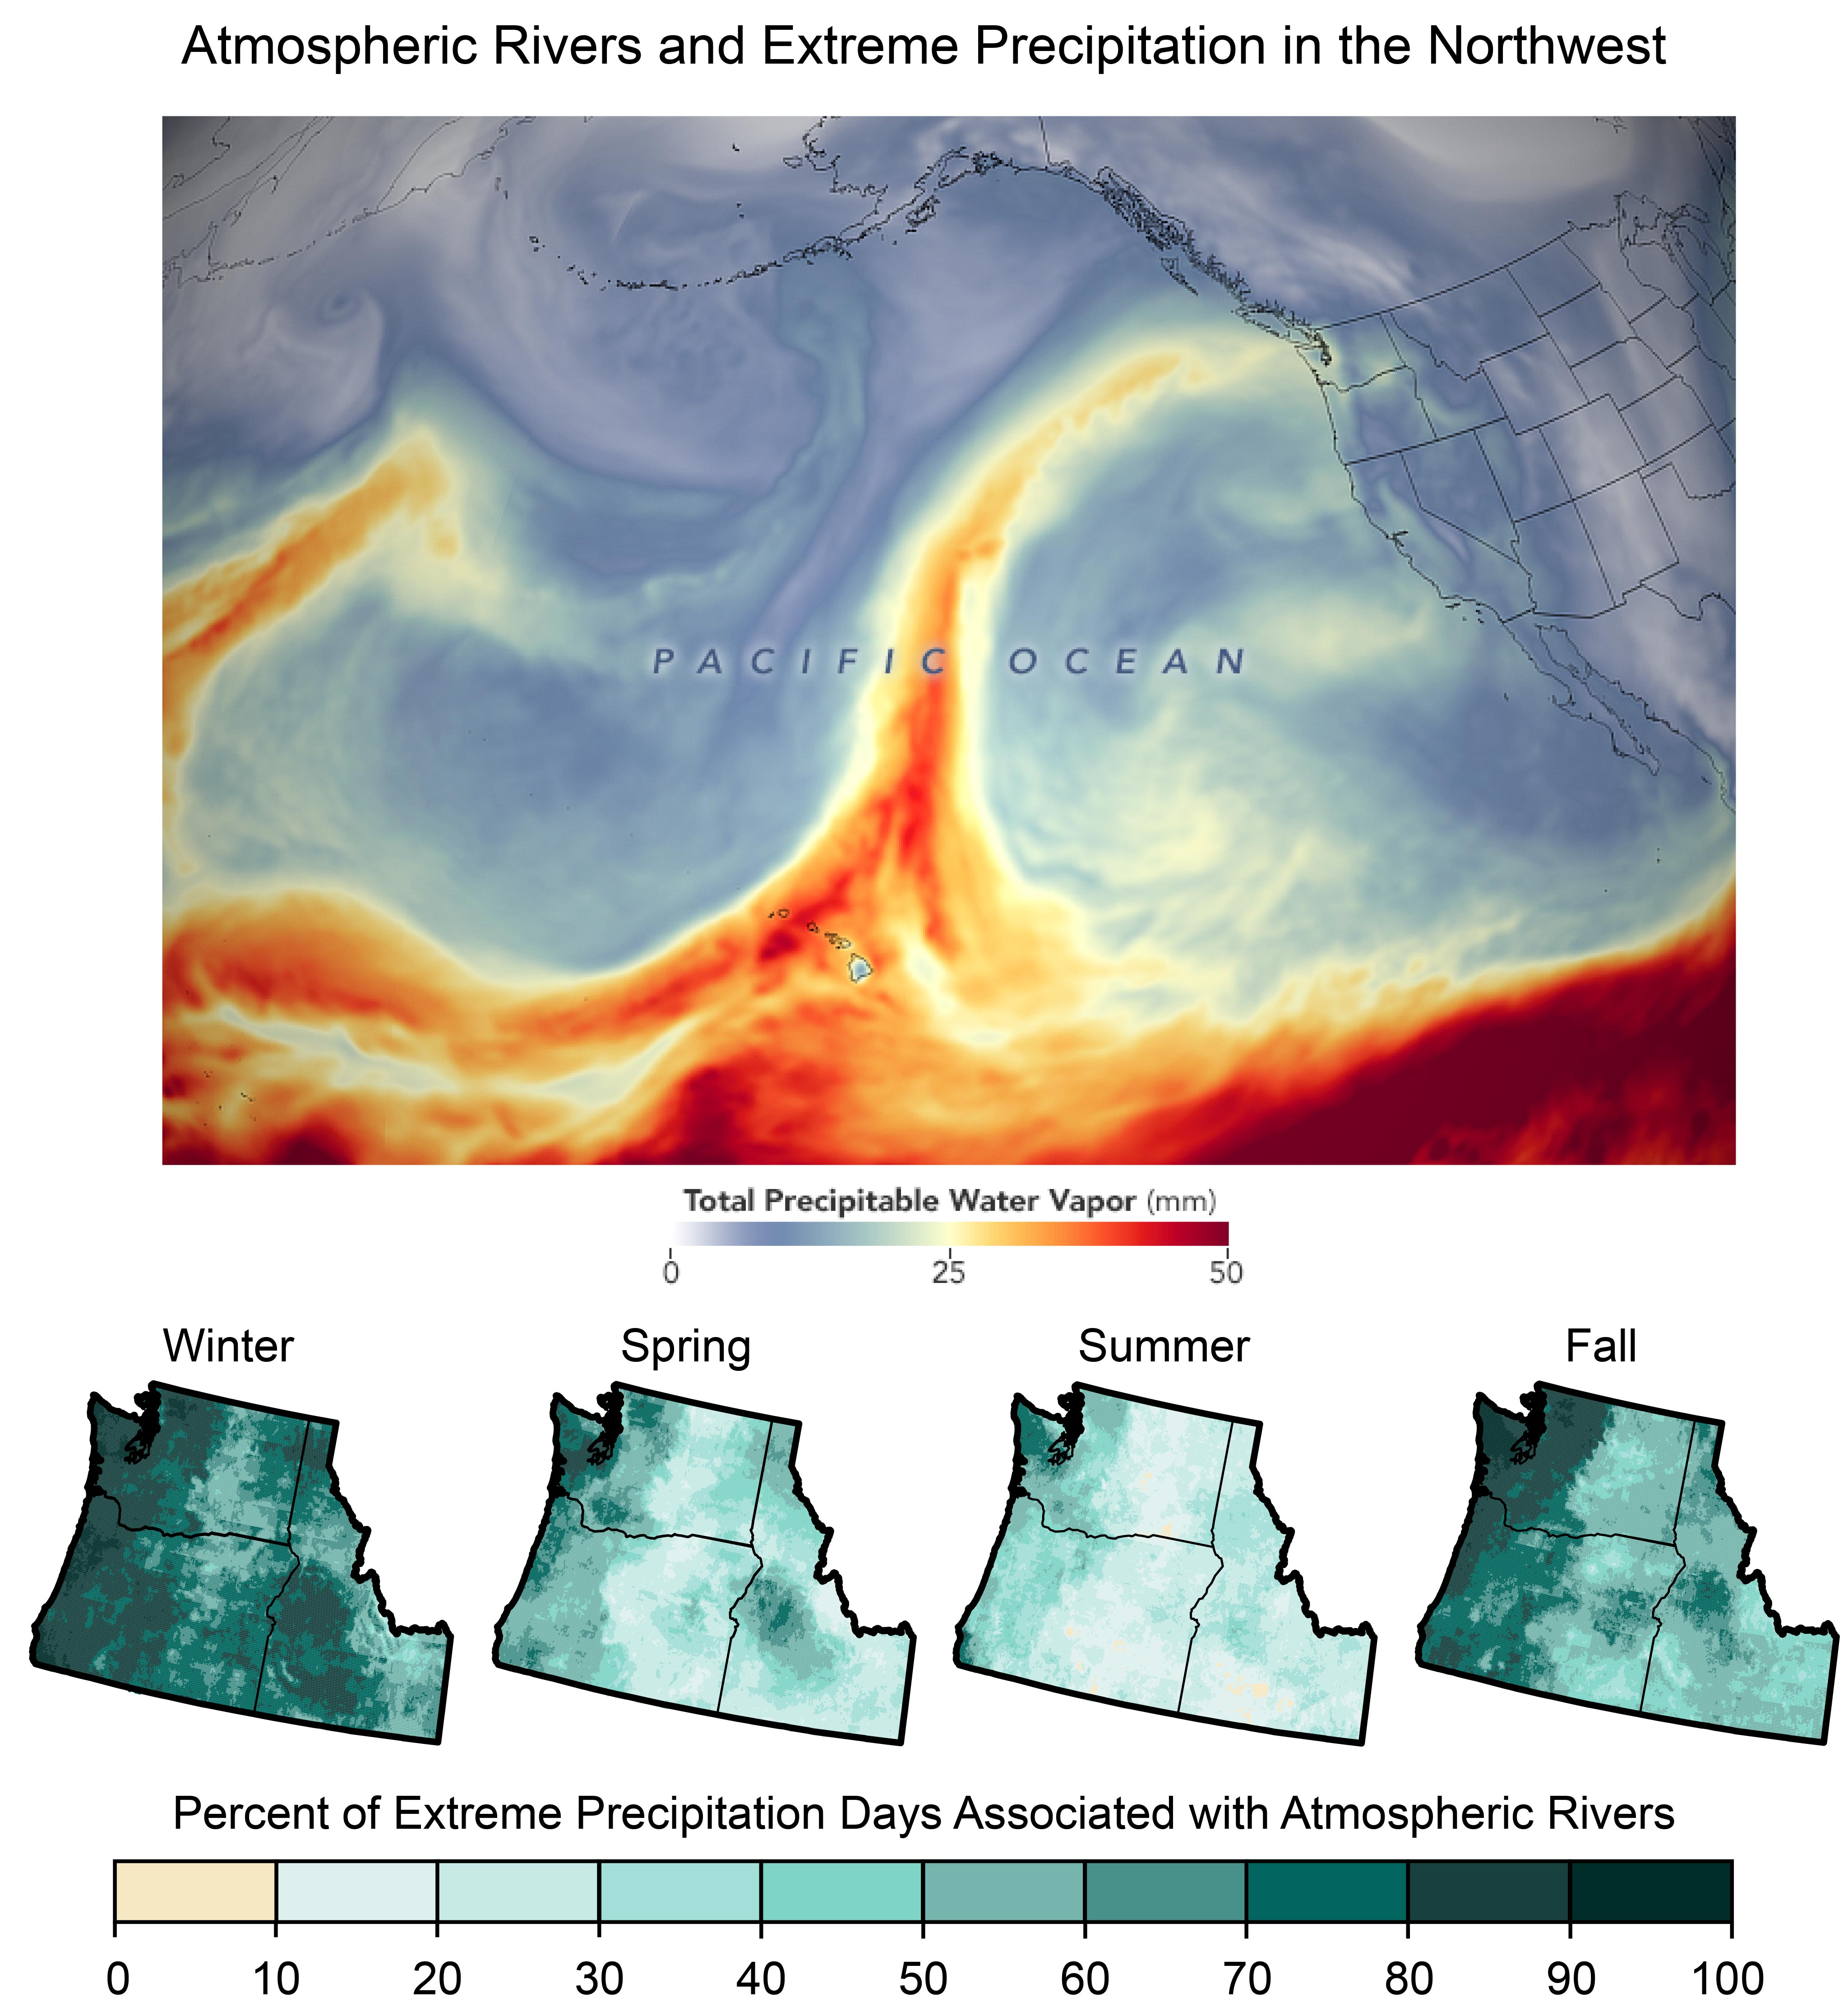 Atmospheric Rivers and Extreme Precipitation in the Northwest
PACIFIC OCEAN
Total Precipitable Water Vapor (mm)
0 25 50
Winter Spring Summer Fall
Percent of Extreme Precipitation Days Associated with Atmospheric Rivers
0 10 20 30 40 50 60 70 80 90 100